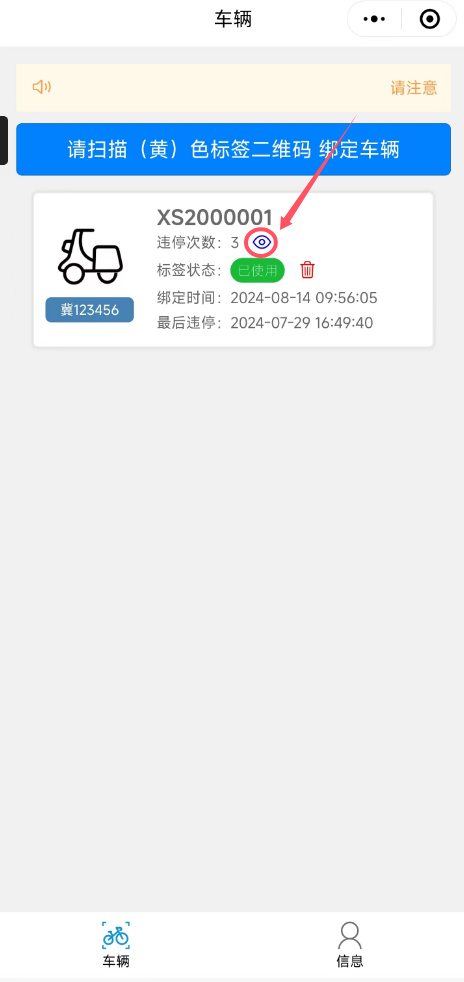 车辆
请注意
请扫描（黄）色标签二维码 绑定车辆
XS2000001
违停次数：3
标签状态：已使用
冀123456
绑定时间：2024-08-14 09:56:05
最后违停：2024-07-29 16:49:40
车辆
信息